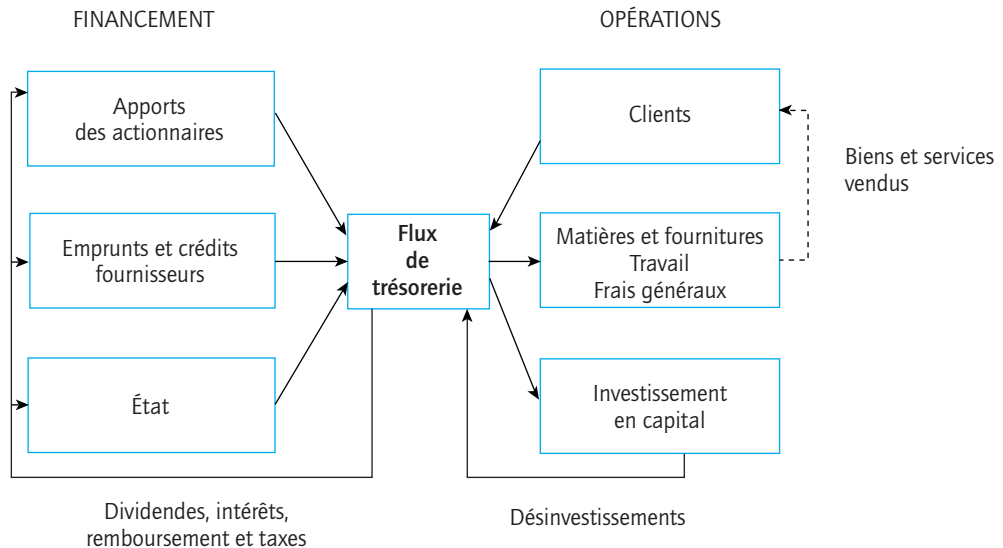 FINANCEMENT
OPÉRATIONS
Apports
des actionnaires
Clients
Biens et services
vendus
Emprunts et crédits
fournisseurs
Flux
de
trésorerie
Matières et fournitures
Travail
Frais généraux
État
Investissement
en capital
Dividendes, intérêts,
remboursement et taxes
Désinvestissements